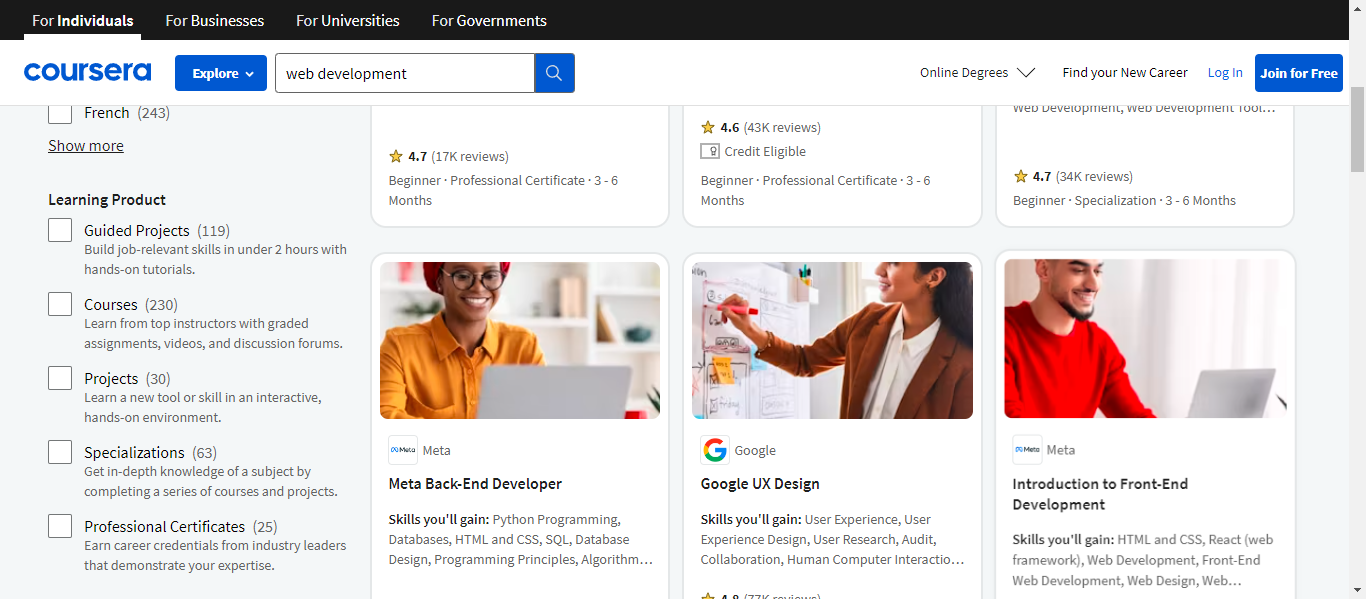 For Individuals
For Businesses
For Universities
For Governments
coursera
Explore
web development
Online Degrees
Find your New Career
Log In
Join for Free
French (243)
Show more
Learning Product
Guided Projects (119)
Build job-relevant skills in under 2 hours with
hands-on tutorials.
Courses (230)
Learn from top instructors with graded
assignments, videos, and discussion forums.
Projects (30)
Learn a new tool or skill in an interactive,
hands-on environment.
Specializations (63)
Get in-depth knowledge of a subject by
completing a series of courses and projects.
Professional Certificates (25)
Earn career credentials from industry leaders
that demonstrate your expertise.
4.7 (17K reviews)
Beginner · Professional Certificate · 3 - 6
Months
4.6 (43K reviews)
Credit Eligible
Beginner · Professional Certificate · 3 - 6
Months
Web Development, Web Development Tool…
4.7 (34K reviews)
Beginner · Specialization · 3 - 6 Months
Meta
Meta
Meta Back-End Developer
Skills you'll gain: Python Programming,
Databases, HTML and CSS, SQL, Database
Design, Programming Principles, Algorithm…
Google
Google UX Design
Skills you'll gain: User Experience, User
Experience Design, User Research, Audit,
Collaboration, Human Computer Interactio…
4.8 (77K reviews)
Meta
Meta
Introduction to Front-End
Development
Skills you'll gain: HTML and CSS, React (web
framework), Web Development, Front-End
Web Development, Web Design, Web…